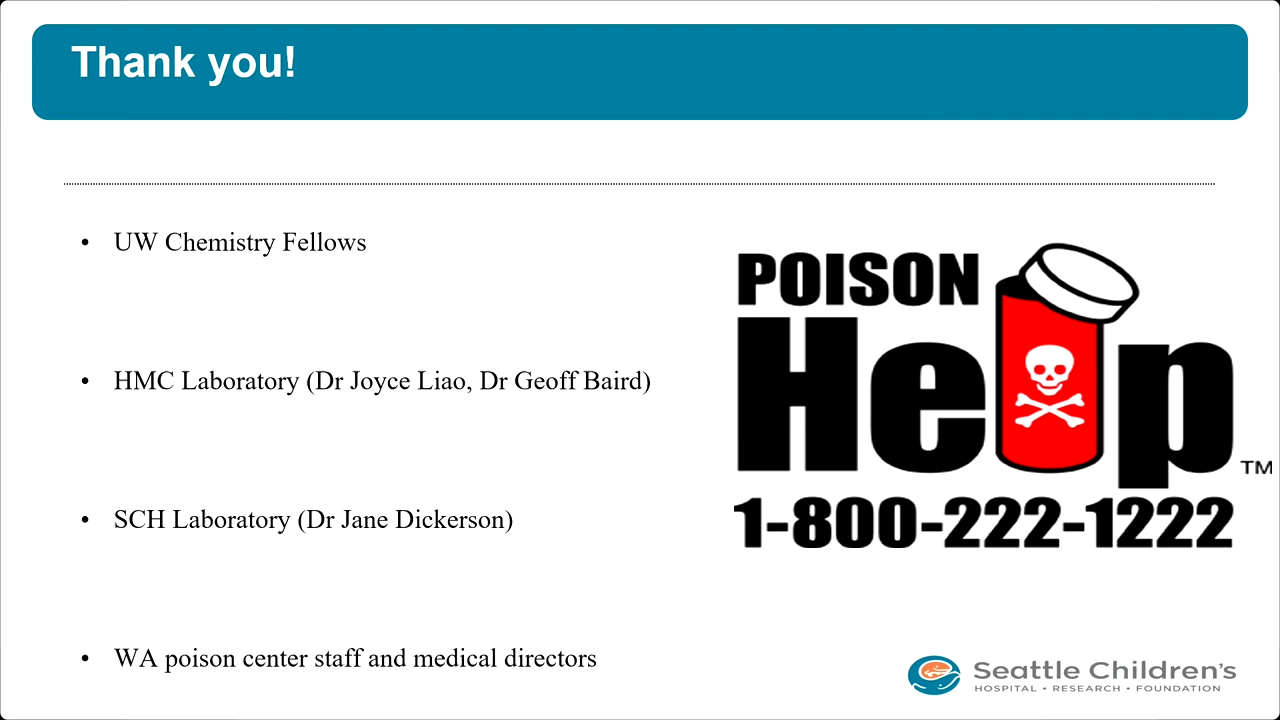 Thank you!
• UW Chemistry Fellows
• HMC Laboratory (Dr Joyce Liao, Dr Geoff Baird)
• SCH Laboratory (Dr Jane Dickerson)
• WA poison center staff and medical directors
POISON
Help
TM
1-800-222-1222
Seattle Children's
HOSPITAL • RESEARCH • FOUNDATION